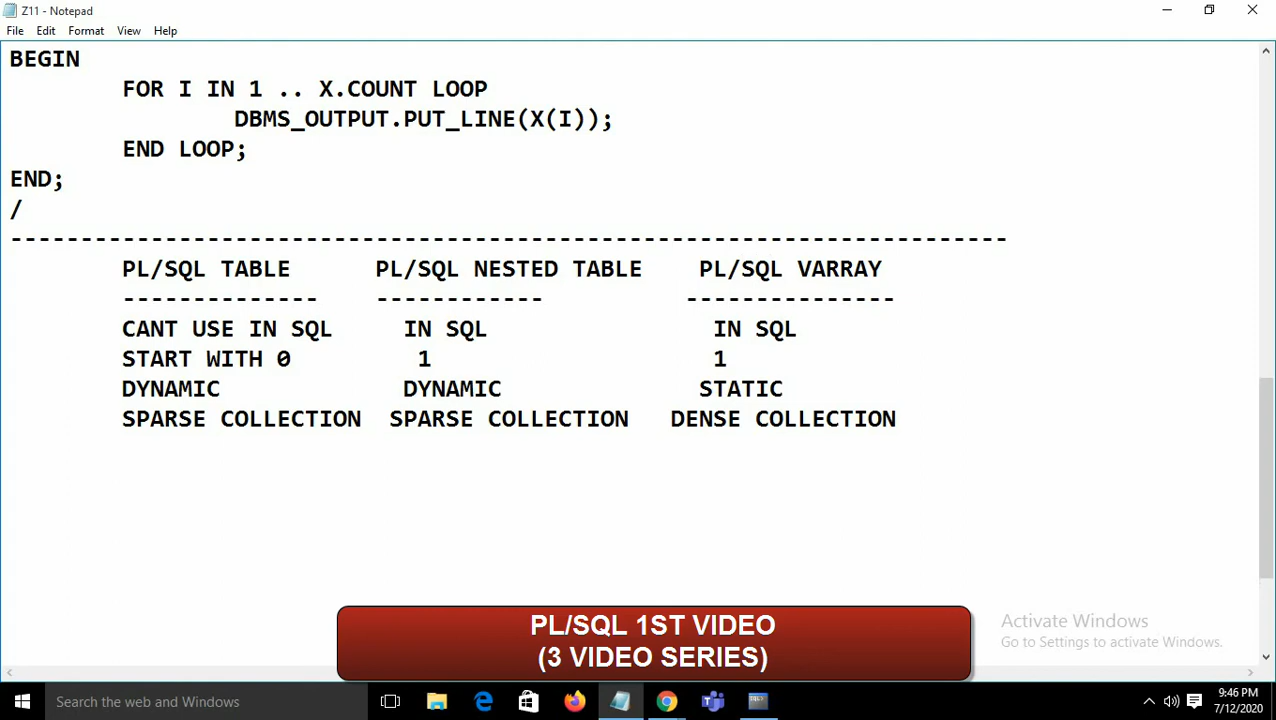 Z11 - Notepad
File Edit Format View Help
BEGIN
FOR I IN 1 .. X.COUNT LOOP
DBMS_OUTPUT.PUT_LINE(X(I));
END LOOP;
END;
/
-----------------------------------------------------------------------
PL/SQL TABLE PL/SQL NESTED TABLE PL/SQL VARRAY
-------------- ------------ ---------------
CANT USE IN SQL IN SQL IN SQL
START WITH 0 1 1
DYNAMIC DYNAMIC STATIC
SPARSE COLLECTION SPARSE COLLECTION DENSE COLLECTION
PL/SQL 1ST VIDEO
(3 VIDEO SERIES)
Activate Windows
Go to Settings to activate Windows.
Search the web and Windows
9:46 PM
7/12/2020